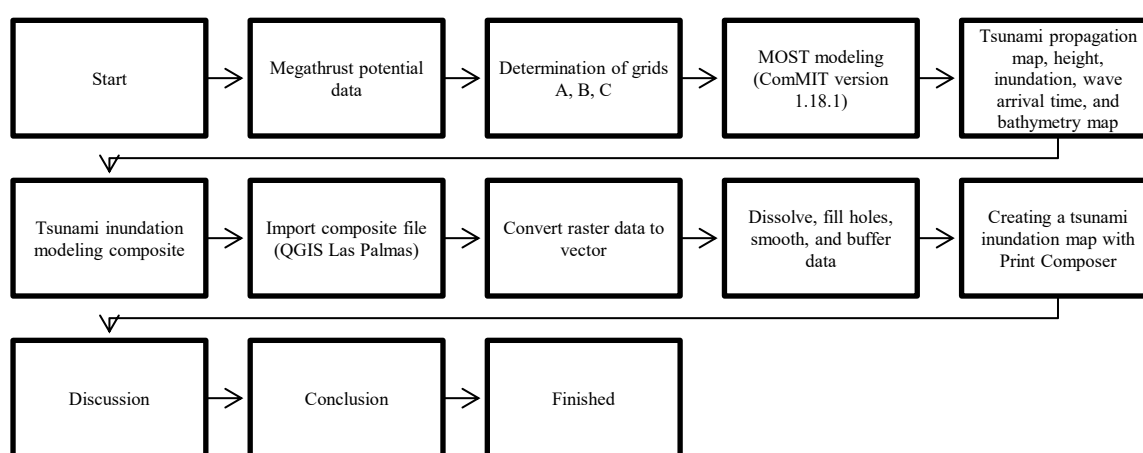 Start
Megathrust potential
data
Determination of grids
A, B, C
MOST modeling
(ComMIT version
1.18.1)
Tsunami propagation
map, height,
inundation, wave
arrival time, and
bathymetry map
Tsunami inundation
modeling composite
Import composite file
(QGIS Las Palmas)
Convert raster data to
vector
Dissolve, fill holes,
smooth, and buffer
data
Creating a tsunami
inundation map with
Print Composer
Discussion
Conclusion
Finished